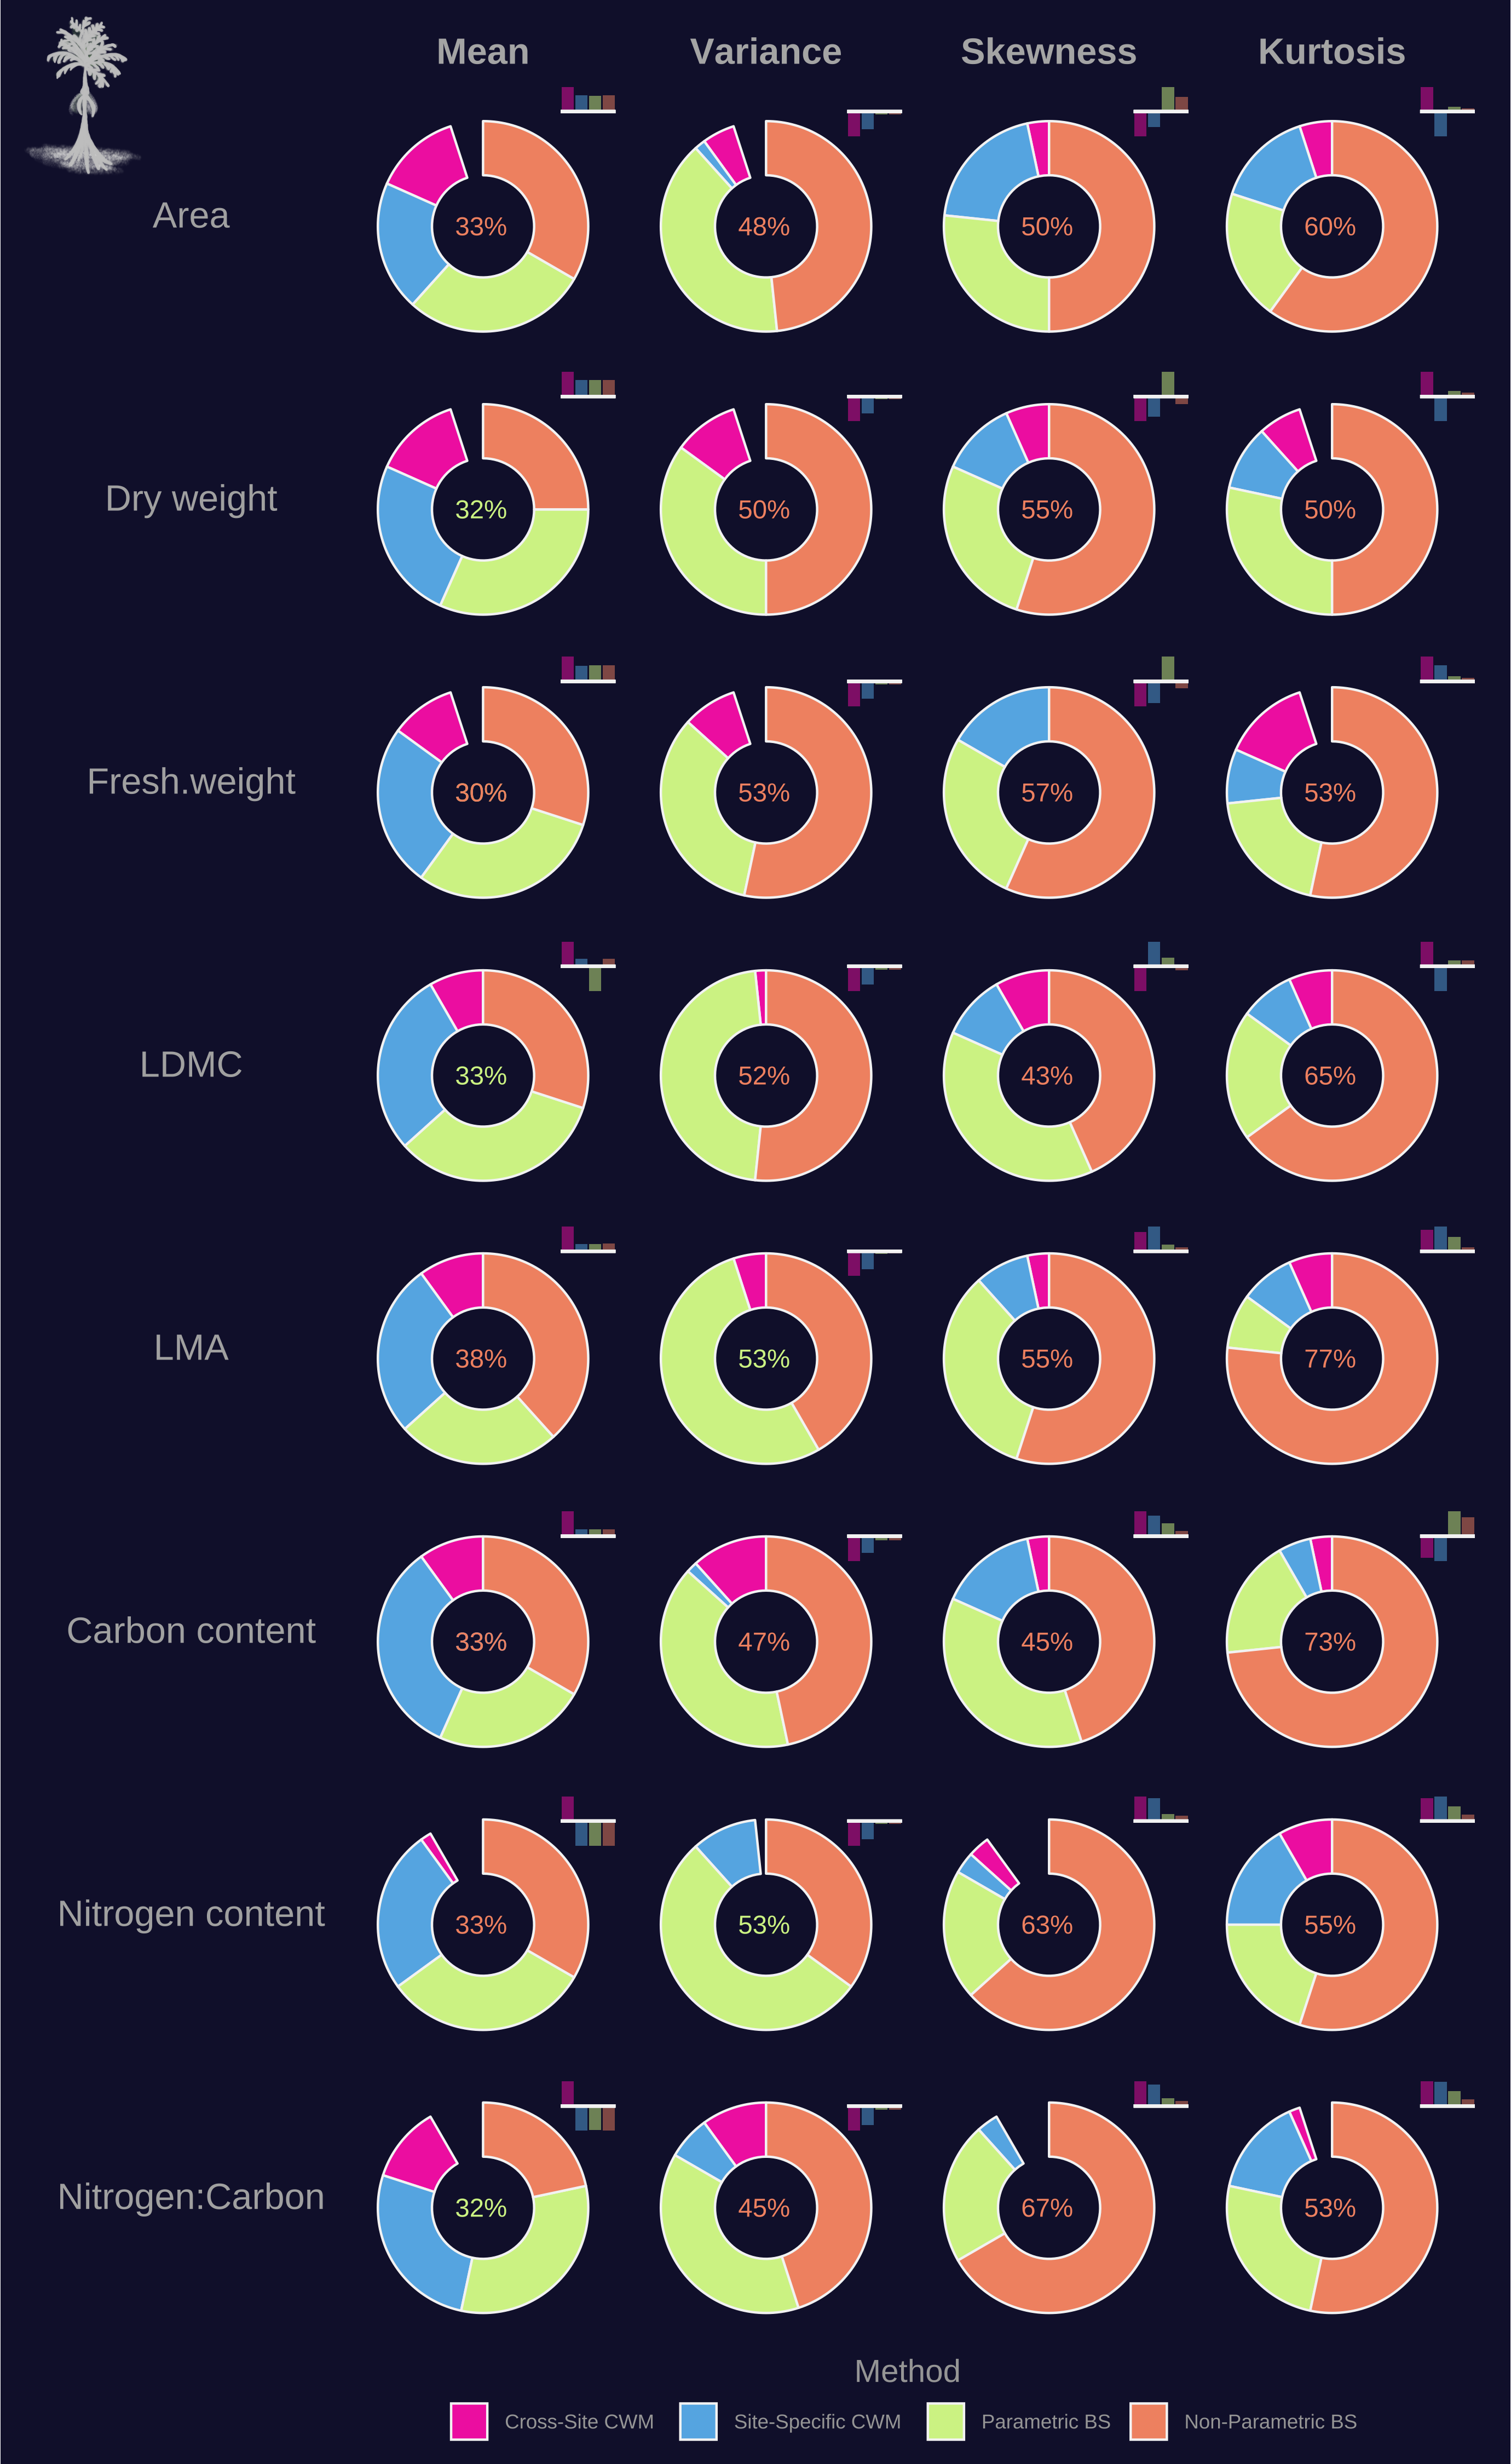 Mean Variance Skewness Kurtosis
Area 33% 48% 50% 60%
Dry weight 32% 50% 55% 50%
Fresh.weight 30% 53% 57% 53%
LDMC 33% 52% 43% 65%
LMA 38% 53% 55% 77%
Carbon content 33% 47% 45% 73%
Nitrogen content 33% 53% 63% 55%
Nitrogen:Carbon 32% 45% 67% 53%
Method
Cross-Site CWM Site-Specific CWM Parametric BS Non-Parametric BS